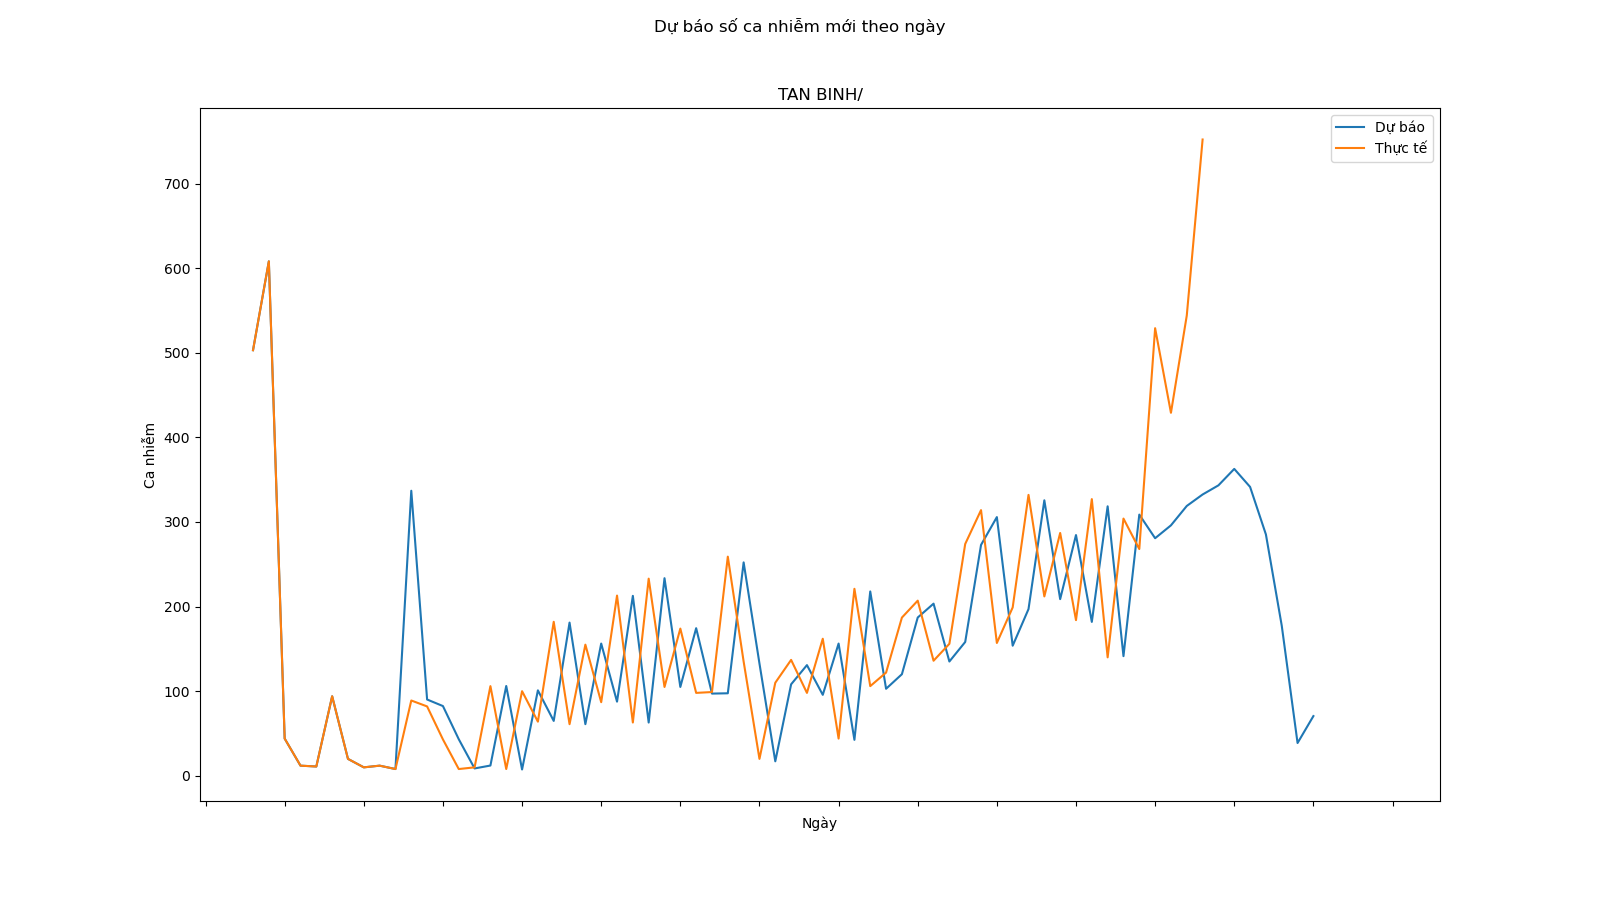 Dự báo số ca nhiễm mới theo ngày
TAN BINH/
Dự báo
Thực tế
700
600
500
400
300
200
100
0
Ca nhiễm
Ngày